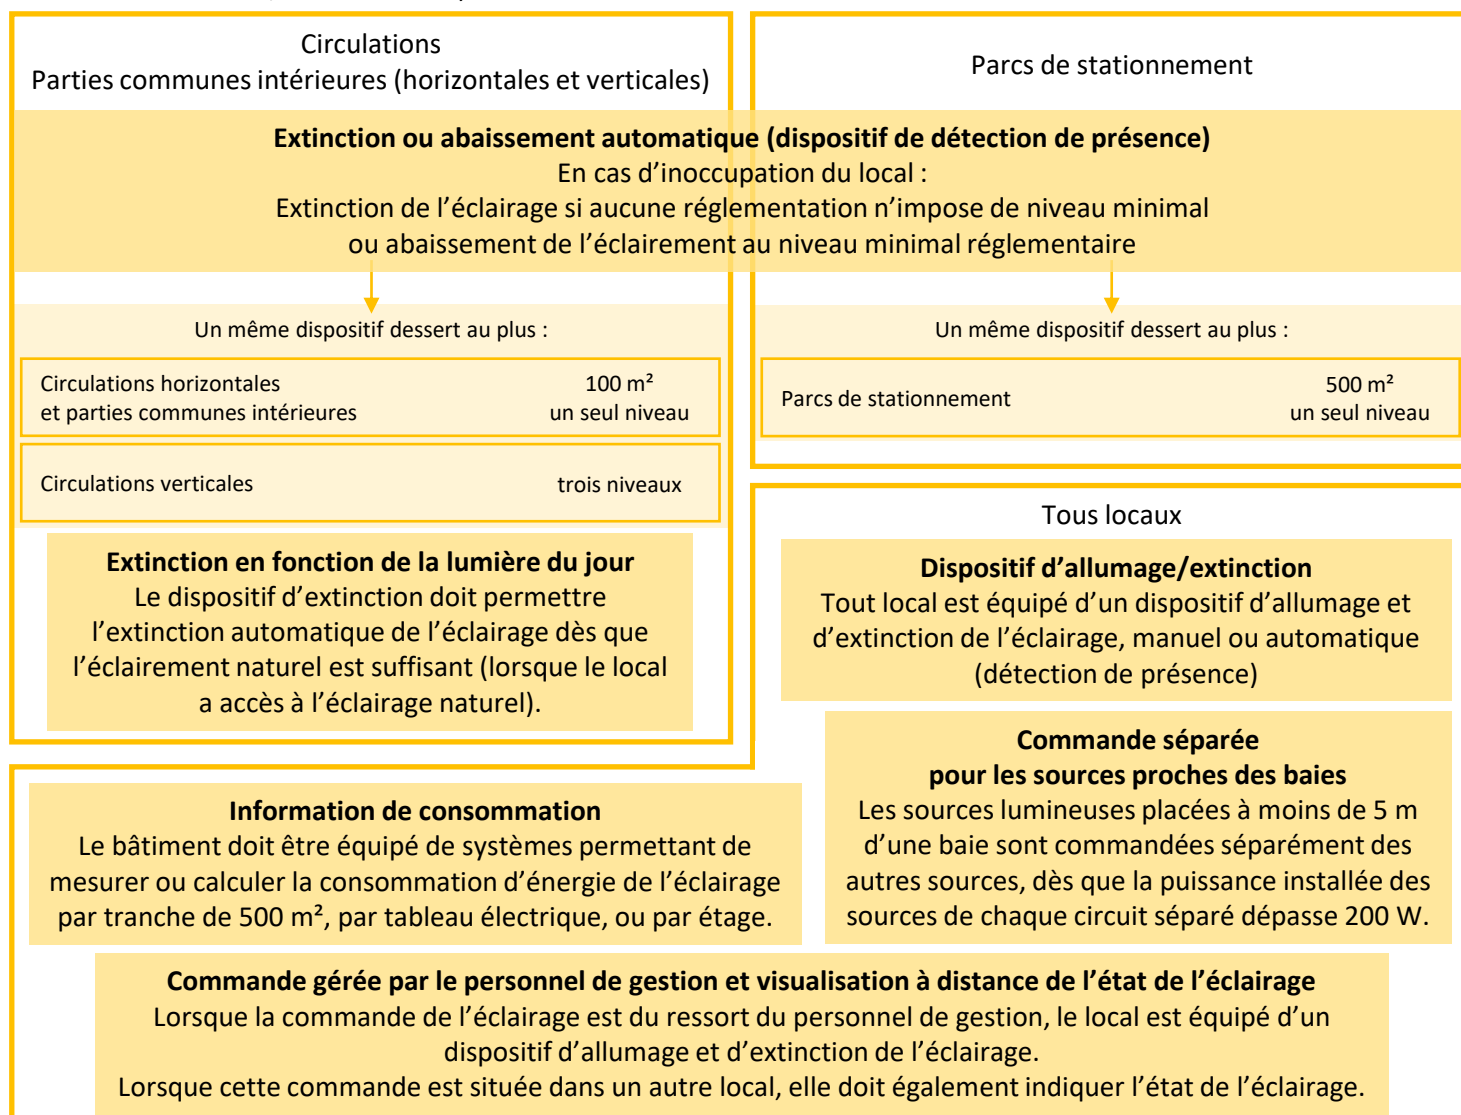 Circulations
Parties communes intérieures (horizontales et verticales)
Parcs de stationnement
Extinction ou abaissement automatique (dispositif de détection de présence)
En cas d’inoccupation du local :
Extinction de l’éclairage si aucune réglementation n’impose de niveau minimal
ou abaissement de l’éclairement au niveau minimal réglementaire
Un même dispositif dessert au plus :
Circulations horizontales
et parties communes intérieures
100 m²
un seul niveau
Circulations verticales
trois niveaux
Un même dispositif dessert au plus :
Parcs de stationnement
500 m²
un seul niveau
Extinction en fonction de la lumière du jour
Le dispositif d’extinction doit permettre
l’extinction automatique de l’éclairage dès que
l’éclairement naturel est suffisant (lorsque le local
a accès à l’éclairage naturel).
Tous locaux
Dispositif d’allumage/extinction
Tout local est équipé d’un dispositif d’allumage et
d’extinction de l’éclairage, manuel ou automatique
(détection de présence)
Commande séparée
pour les sources proches des baies
Les sources lumineuses placées à moins de 5 m
d’une baie sont commandées séparément des
autres sources, dès que la puissance installée des
sources de chaque circuit séparé dépasse 200 W.
Information de consommation
Le bâtiment doit être équipé de systèmes permettant de
mesurer ou calculer la consommation d’énergie de l’éclairage
par tranche de 500 m², par tableau électrique, ou par étage.
Commande gérée par le personnel de gestion et visualisation à distance de l’état de l’éclairage
Lorsque la commande de l’éclairage est du ressort du personnel de gestion, le local est équipé d’un
dispositif d’allumage et d’extinction de l’éclairage.
Lorsque cette commande est située dans un autre local, elle doit également indiquer l’état de l’éclairage.